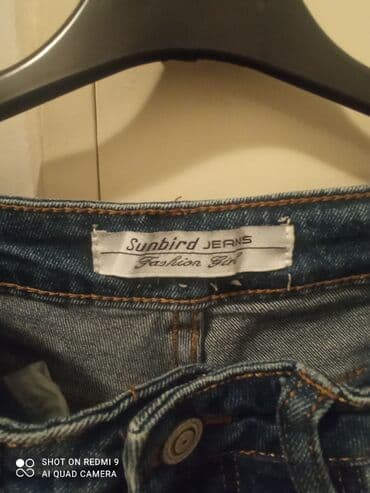 Sunbird JEANS
Fashion Girl
SHOT ON REDMI 9
AI QUAD CAMERA